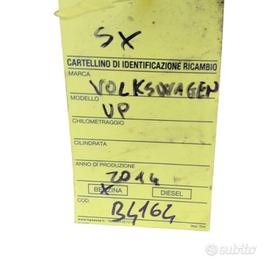 SX
CARTELLINO DI IDENTIFICAZIONE RICAMBIO
MARCA
VOLKSWAGEN
MODELLO
UP
CHILOMETRAGGIO
CILINDRATA
ANNO DI PRODUZIONE
2014
BENZINA DIESEL
COD. B4164
subito